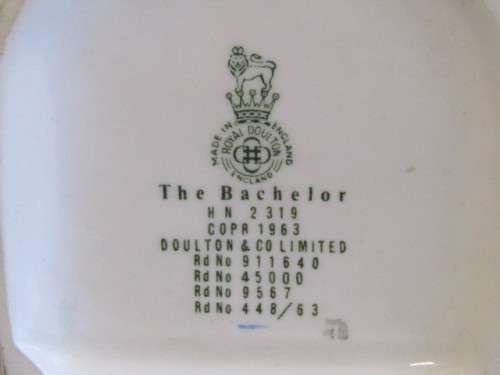 MADE IN ENGLAND
ROYAL DOULTON
ENGLAND
The Bachelor
H N 2319
COPR 1963
DOULTON & CO LIMITED
Rd No 911640
Rd No 45000
Rd No 9567
Rd No 448/63